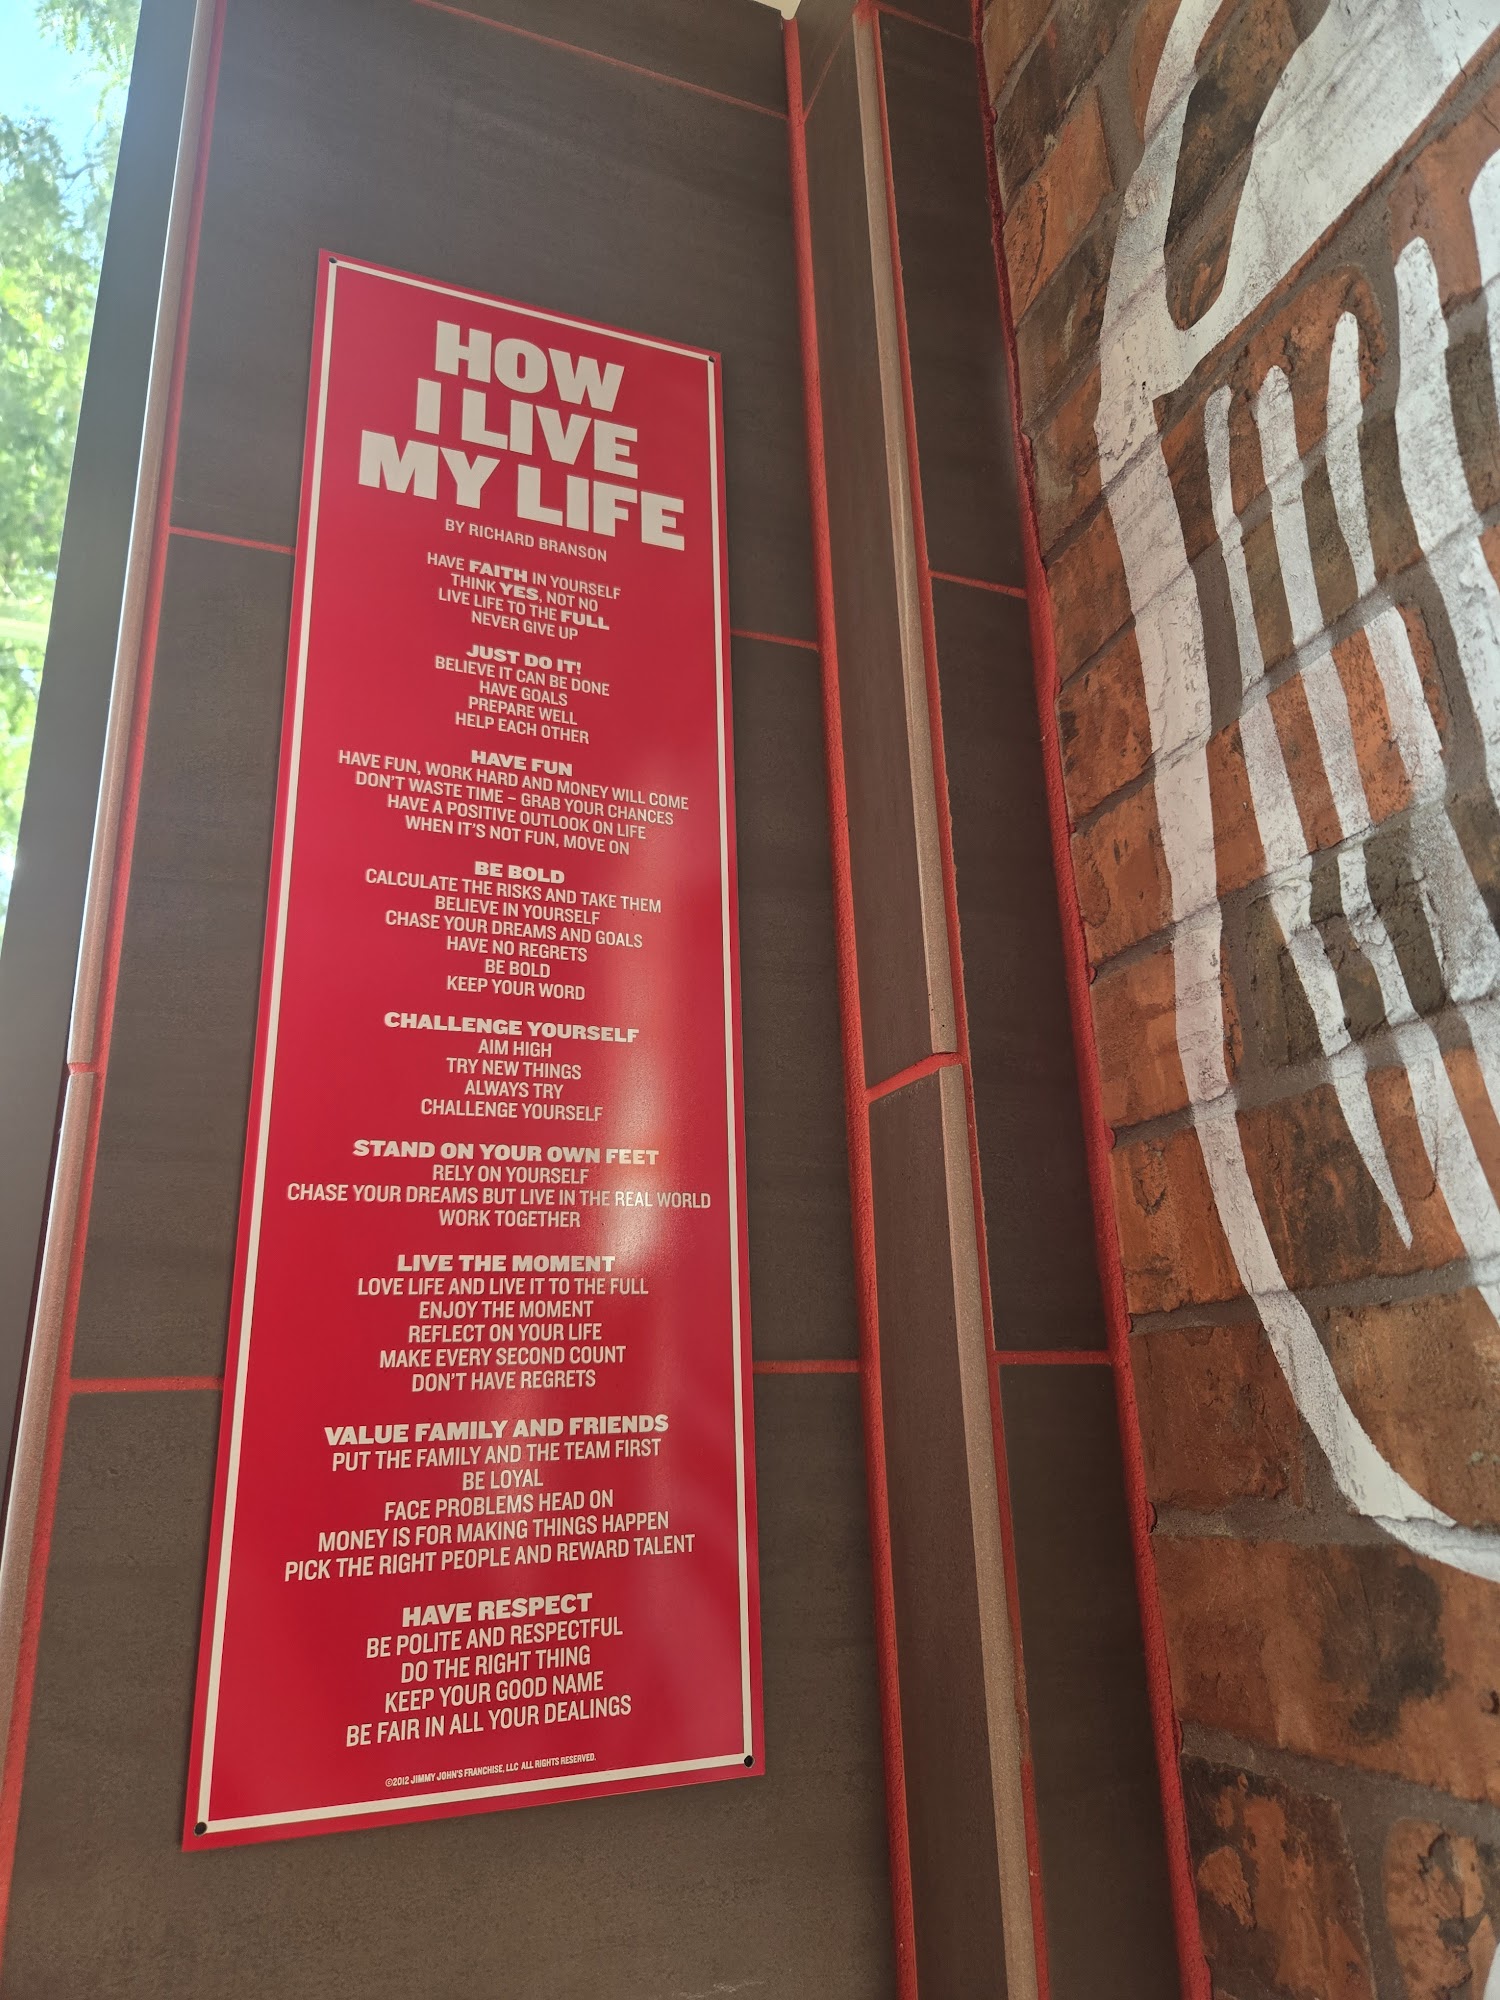 HOW
I LIVE
MY LIFE
BY RICHARD BRANSON
HAVE FAITH IN YOURSELF
THINK YES, NOT NO
LIVE LIFE TO THE FULL
NEVER GIVE UP
JUST DO IT!
BELIEVE IT CAN BE DONE
HAVE GOALS
PREPARE WELL
HELP EACH OTHER
HAVE FUN
HAVE FUN, WORK HARD AND MONEY WILL COME
DON'T WASTE TIME – GRAB YOUR CHANCES
HAVE A POSITIVE OUTLOOK ON LIFE
WHEN IT'S NOT FUN, MOVE ON
BE BOLD
CALCULATE THE RISKS AND TAKE THEM
BELIEVE IN YOURSELF
CHASE YOUR DREAMS AND GOALS
HAVE NO REGRETS
BE BOLD
KEEP YOUR WORD
CHALLENGE YOURSELF
AIM HIGH
TRY NEW THINGS
ALWAYS TRY
CHALLENGE YOURSELF
STAND ON YOUR OWN FEET
RELY ON YOURSELF
CHASE YOUR DREAMS BUT LIVE IN THE REAL WORLD
WORK TOGETHER
LIVE THE MOMENT
LOVE LIFE AND LIVE IT TO THE FULL
ENJOY THE MOMENT
REFLECT ON YOUR LIFE
MAKE EVERY SECOND COUNT
DON'T HAVE REGRETS
VALUE FAMILY AND FRIENDS
PUT THE FAMILY AND THE TEAM FIRST
BE LOYAL
FACE PROBLEMS HEAD ON
MONEY IS FOR MAKING THINGS HAPPEN
PICK THE RIGHT PEOPLE AND REWARD TALENT
HAVE RESPECT
BE POLITE AND RESPECTFUL
DO THE RIGHT THING
KEEP YOUR GOOD NAME
BE FAIR IN ALL YOUR DEALINGS
©2012 JIMMY JOHN'S FRANCHISE, LLC ALL RIGHTS RESERVED.